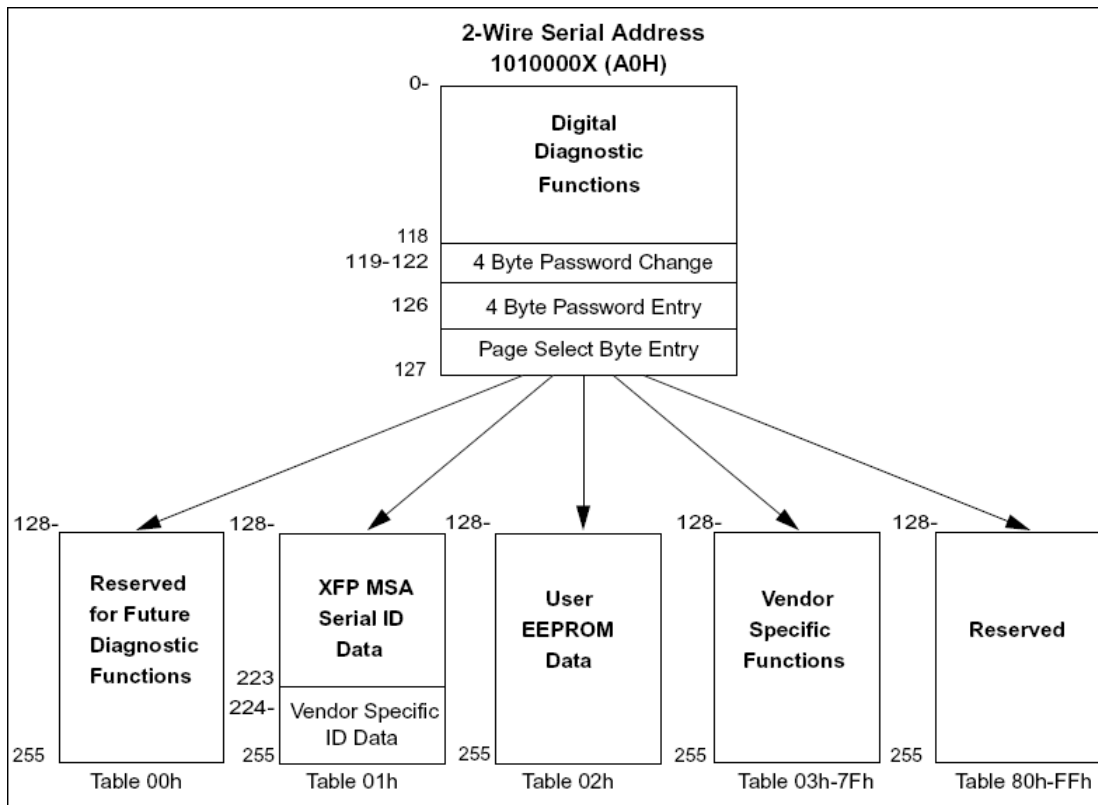 2-Wire Serial Address
1010000X (A0H)
0-
Digital
Diagnostic
Functions
118
119-122
4 Byte Password Change
126
4 Byte Password Entry
Page Select Byte Entry
127
128-
Reserved
for Future
Diagnostic
Functions
255
Table 00h
128-
XFP MSA
Serial ID
Data
223
224-
Vendor Specific
ID Data
255
Table 01h
128-
User
EEPROM
Data
255
Table 02h
128-
Vendor
Specific
Functions
255
Table 03h-7Fh
128-
Reserved
255
Table 80h-FFh